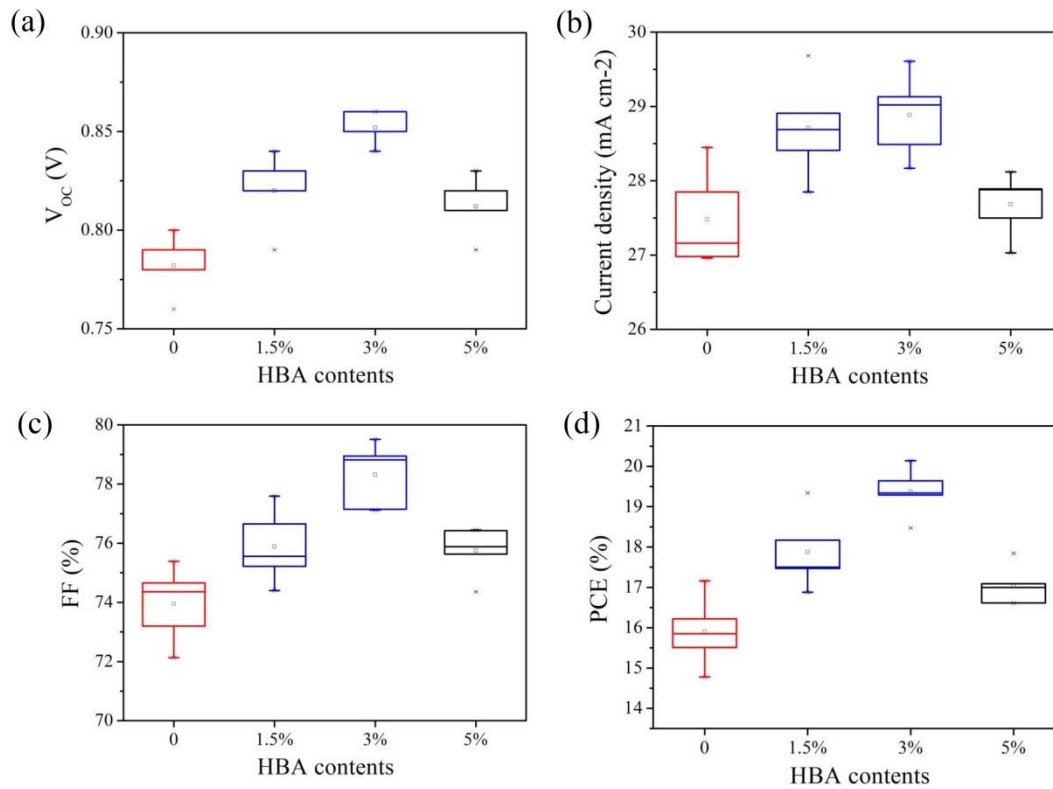 (a)
0.90
0.85
0.80
0.75
V_OC (V)
0 1.5% 3% 5%
HBA contents
(b)
30
29
28
27
26
Current density (mA cm-2)
0 1.5% 3% 5%
HBA contents
(c)
80
78
76
74
72
70
FF (%)
0 1.5% 3% 5%
HBA contents
(d)
21
20
19
18
17
16
15
14
PCE (%)
0 1.5% 3% 5%
HBA contents